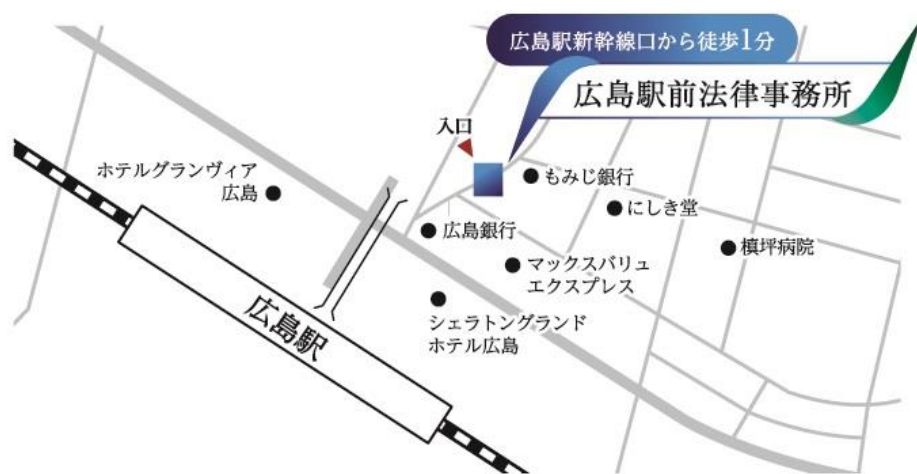 広島駅新幹線口から徒歩1分
広島駅前法律事務所
入口
ホテルグランヴィア
広島
もみじ銀行
にしき堂
広島銀行
槙坪病院
マックスバリュ
エクスプレス
シェラトングランド
ホテル広島
広島駅